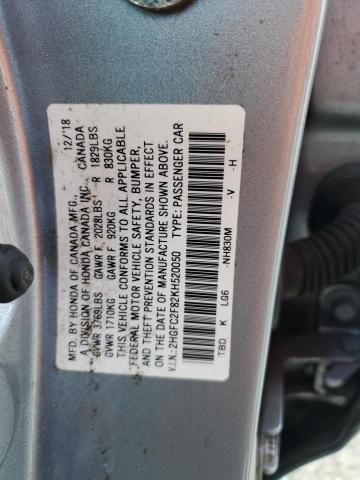 MFD. BY HONDA OF CANADA MFG., 12/'18
A DIVISION OF HONDA CANADA INC., CANADA
GVWR 3769LBS GAWR F 2028LBS R 1829LBS
GVWR 1710KG GAWR F 920KG R 830KG
THIS VEHICLE CONFORMS TO ALL APPLICABLE
FEDERAL MOTOR VEHICLE SAFETY, BUMPER,
AND THEFT PREVENTION STANDARDS IN EFFECT
ON THE DATE OF MANUFACTURE SHOWN ABOVE.
V.I.N.: 2HGFC2F82KH520050 TYPE: PASSENGER CAR
TBD K LG6 -NH830M -V -H